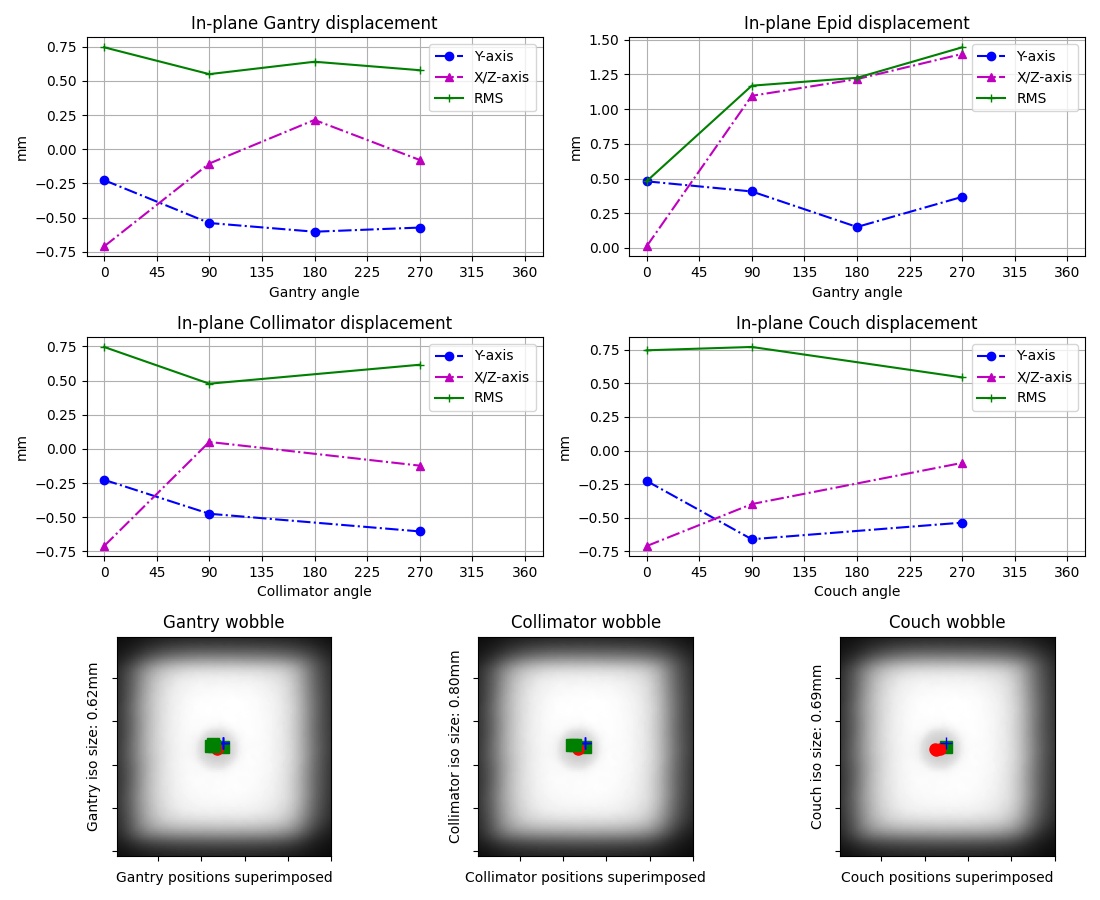 In-plane Gantry displacement
0.75
0.50
0.25
0.00
−0.25
−0.50
−0.75
mm
Y-axis
X/Z-axis
RMS
0 45 90 135 180 225 270 315 360
Gantry angle
In-plane Epid displacement
1.50
1.25
1.00
0.75
0.50
0.25
0.00
mm
Y-axis
X/Z-axis
RMS
0 45 90 135 180 225 270 315 360
Gantry angle
In-plane Collimator displacement
0.75
0.50
0.25
0.00
−0.25
−0.50
−0.75
mm
Y-axis
X/Z-axis
RMS
0 45 90 135 180 225 270 315 360
Collimator angle
In-plane Couch displacement
0.75
0.50
0.25
0.00
−0.25
−0.50
−0.75
mm
Y-axis
X/Z-axis
RMS
0 45 90 135 180 225 270 315 360
Couch angle
Gantry wobble
Gantry iso size: 0.62mm
Gantry positions superimposed
Collimator wobble
Collimator iso size: 0.80mm
Collimator positions superimposed
Couch wobble
Couch iso size: 0.69mm
Couch positions superimposed